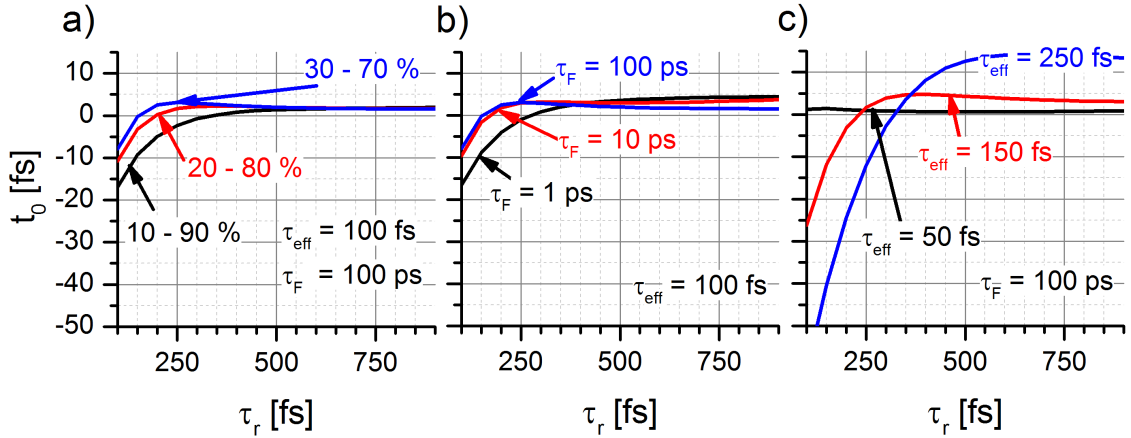 a)
t₀ [fs]
10
0
-10
-20
-30
-40
-50
30 - 70 %
20 - 80 %
10 - 90 %
τeff = 100 fs
τF = 100 ps
250
500
750
τr [fs]
b)
τF = 100 ps
τF = 10 ps
τF = 1 ps
τeff = 100 fs
250
500
750
τr [fs]
c)
τeff = 250 fs
τeff = 150 fs
τeff = 50 fs
τF = 100 ps
250
500
750
τr [fs]